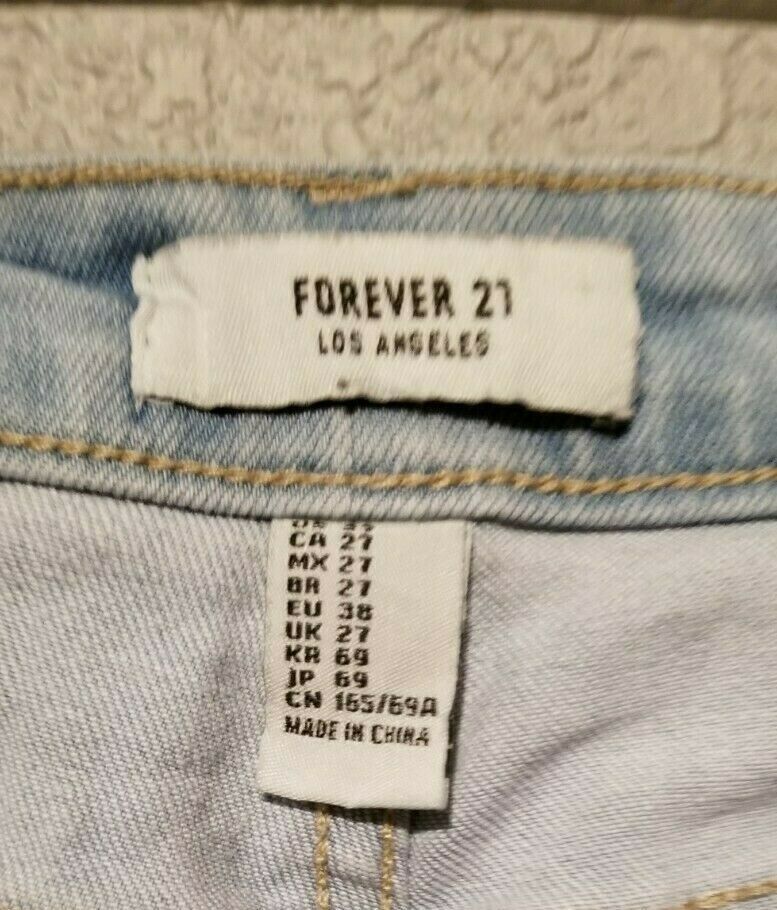 FOREVER 21
LOS ANGELES
CA 27
MX 27
BR 27
EU 38
UK 27
KR 69
JP 69
CN 165/69A
MADE IN CHINA